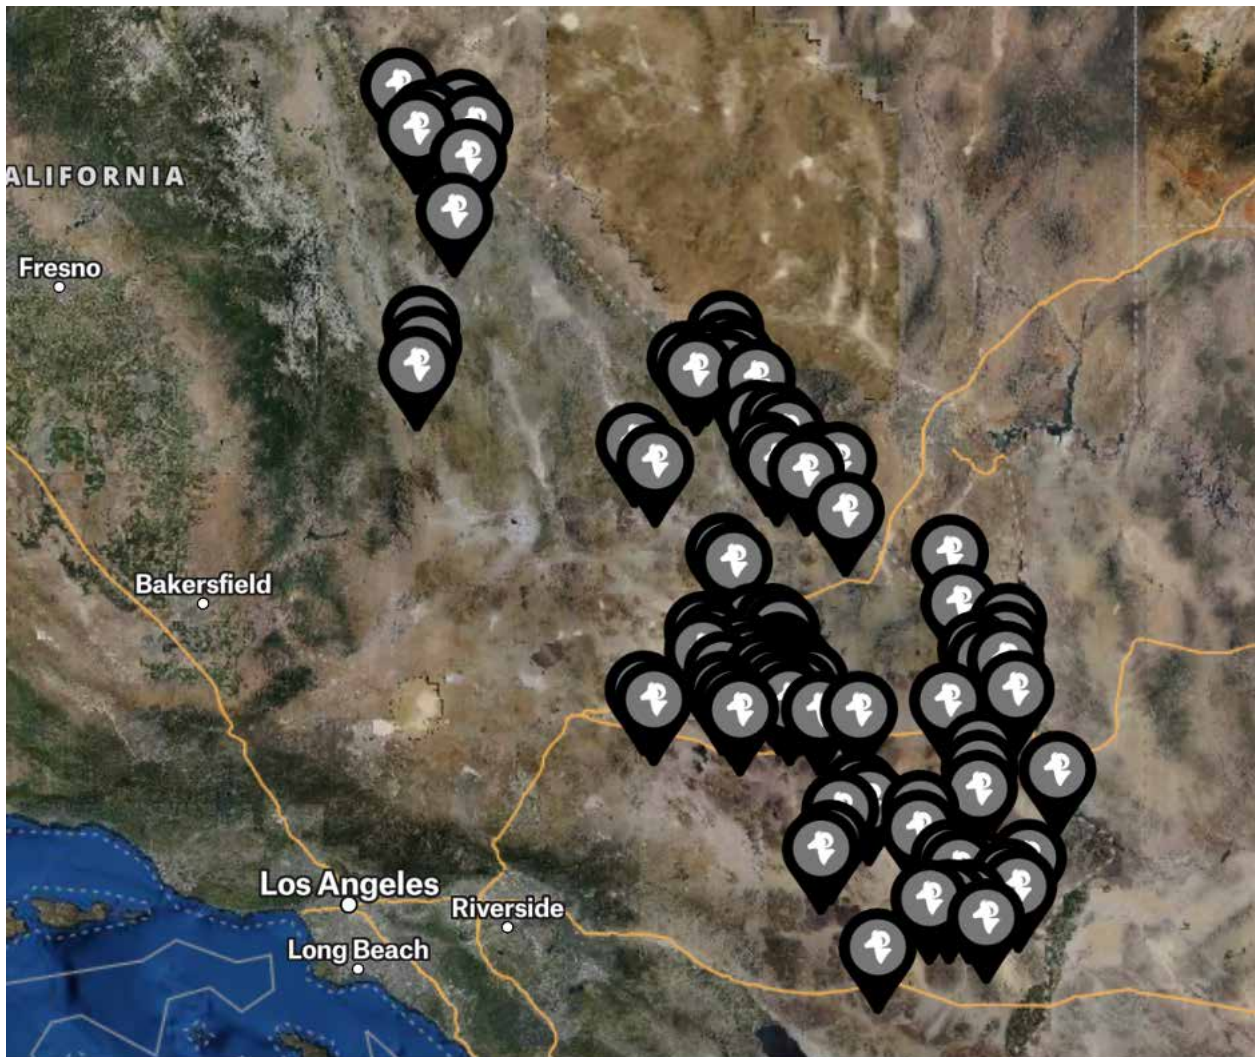 ALIFORNIA
Fresno
Bakersfield
Los Angeles
Riverside
Long Beach